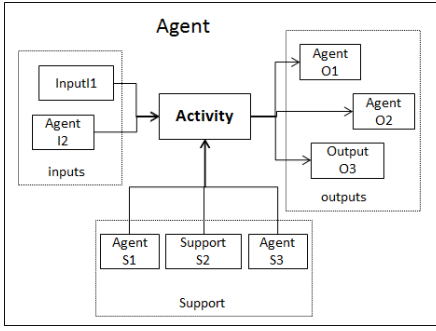 Agent
InputI1
Agent
I2
inputs
Activity
Agent
O1
Agent
O2
Output
O3
outputs
Agent
S1
Support
S2
Agent
S3
Support